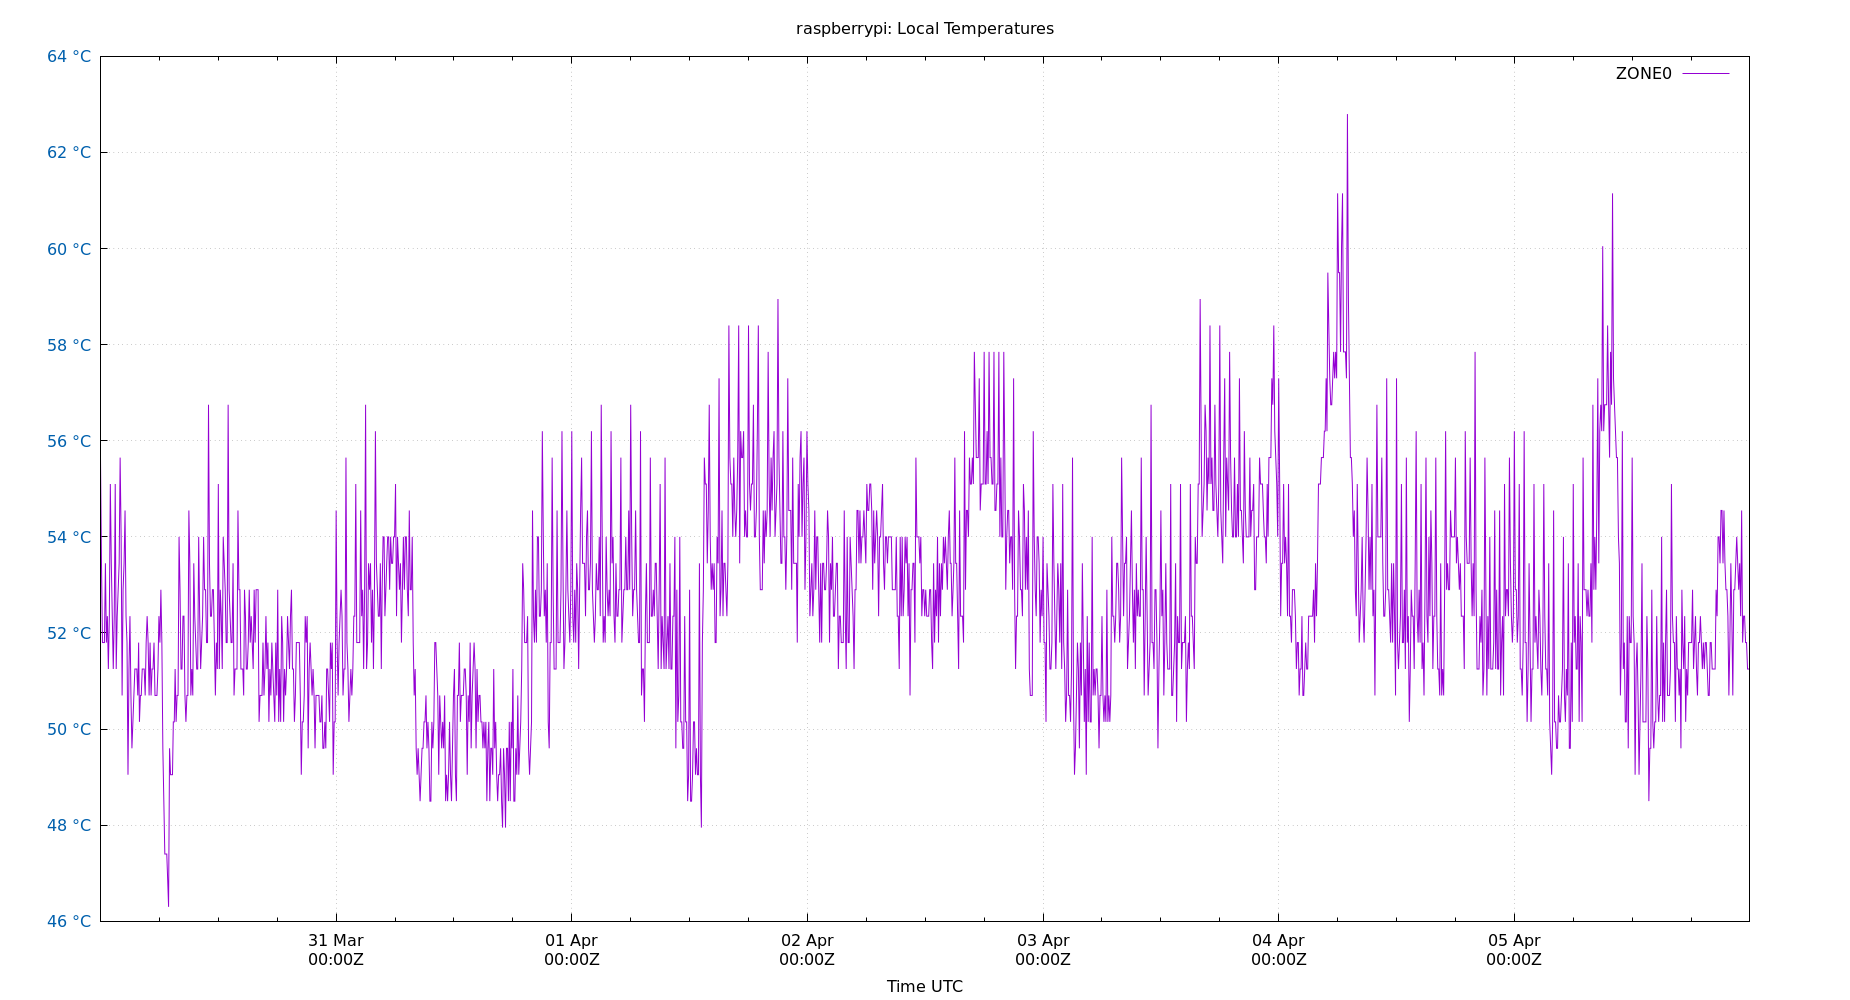 raspberrypi: Local Temperatures
64 °C
ZONE0
62 °C
60 °C
58 °C
56 °C
54 °C
52 °C
50 °C
48 °C
46 °C
31 Mar 01 Apr 02 Apr 03 Apr 04 Apr 05 Apr
00:00Z 00:00Z 00:00Z 00:00Z 00:00Z 00:00Z
Time UTC